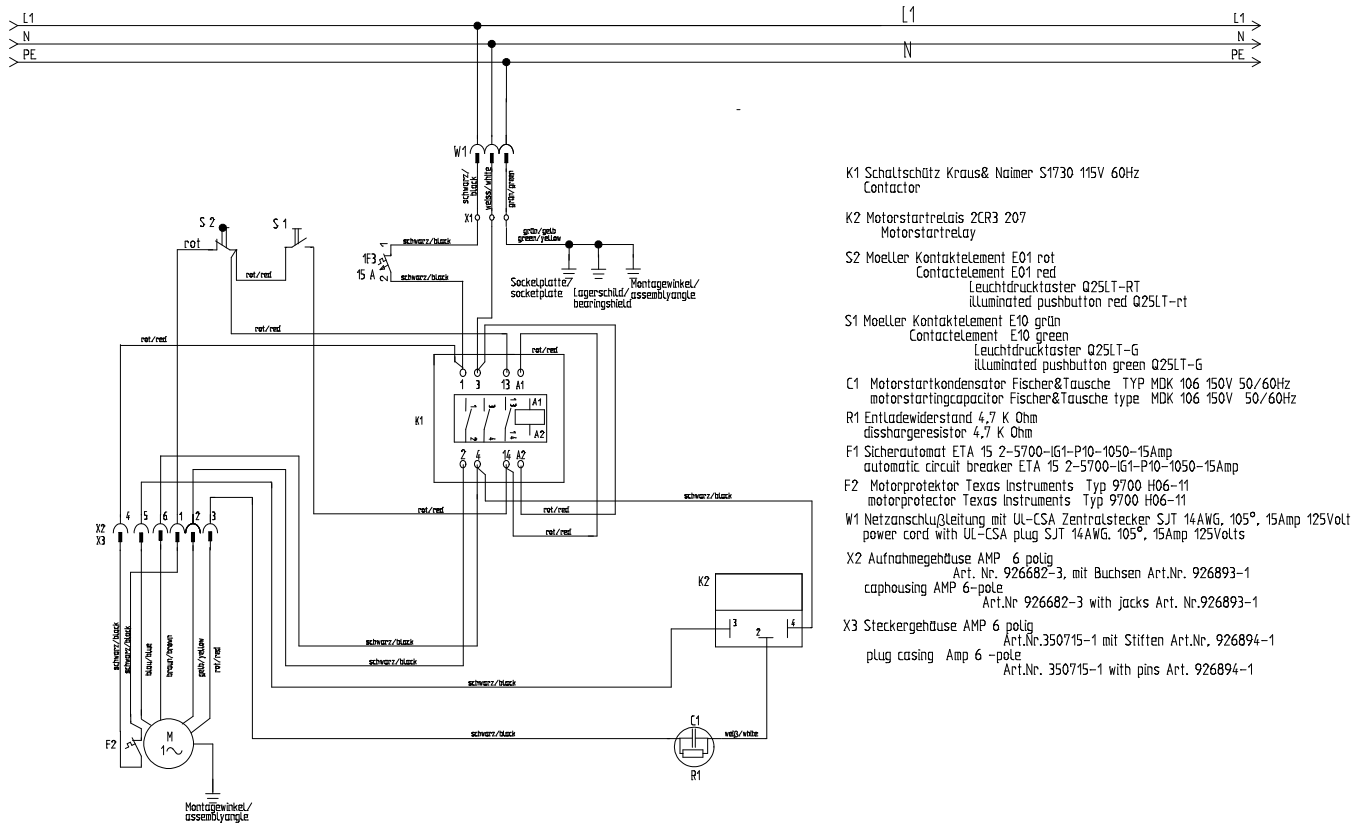 L1 L1 L1
N N
PE N PE
W1
schwarz/
black
weiss/white
grün/green
X1
S 2 S 1
rot
rot/red
schwarz/black
1
1F3
15 A
2
schwarz/black
grün/gelb
green/yellow
Sockelplatte/
socketplate
Lagerschild/
bearingshield
Montagewinkel/
assemblyangle
rot/red
rot/red
rot/red
1 3 13 A1
K1
1 3 13 A1
2 4 14 A2
2 4 14 A2
rot/red
rot/red
rot/red
schwarz/black
4 5 6 1 2 3
X2
X3
schwarz/black
schwarz/black
blau/blue
braun/brown
gelb/yellow
rot/red
schwarz/black
schwarz/black
schwarz/black
schwarz/black
K2
3 2 4
C1
weiß/white
R1
F2
M
1~
Montagewinkel/
assemblyangle
K1 Schaltschütz Kraus& Naimer S1730 115V 60Hz
Contactor
K2 Motorstartrelais 2CR3 207
Motorstartrelay
S2 Moeller Kontaktelement E01 rot
Contactelement E01 red
Leuchtdrucktaster Q25LT-RT
illuminated pushbutton red Q25LT-rt
S1 Moeller Kontaktelement E10 grün
Contactelement E10 green
Leuchtdrucktaster Q25LT-G
illuminated pushbutton green Q25LT-G
C1 Motorstartkondensator Fischer&Tausche TYP MDK 106 150V 50/60Hz
motorstartingcapacitor Fischer&Tausche type MDK 106 150V 50/60Hz
R1 Entladewiderstand 4,7 K Ohm
disshargeresistor 4,7 K Ohm
F1 Sicherautomat ETA 15 2-5700-IG1-P10-1050-15Amp
automatic circuit breaker ETA 15 2-5700-IG1-P10-1050-15Amp
F2 Motorprotektor Texas Instruments Typ 9700 H06-11
motorprotector Texas Instruments Typ 9700 H06-11
W1 Netzanschlußleitung mit UL-CSA Zentralstecker SJT 14AWG, 105°, 15Amp 125Volt
power cord with UL-CSA plug SJT 14AWG. 105°, 15Amp 125Volts
X2 Aufnahmegehäuse AMP 6 polig
Art. Nr. 926682-3, mit Buchsen Art.Nr. 926893-1
caphousing AMP 6-pole
Art.Nr 926682-3 with jacks Art. Nr.926893-1
X3 Steckergehäuse AMP 6 polig
Art.Nr.350715-1 mit Stiften Art.Nr, 926894-1
plug casing Amp 6 -pole
Art.Nr. 350715-1 with pins Art. 926894-1